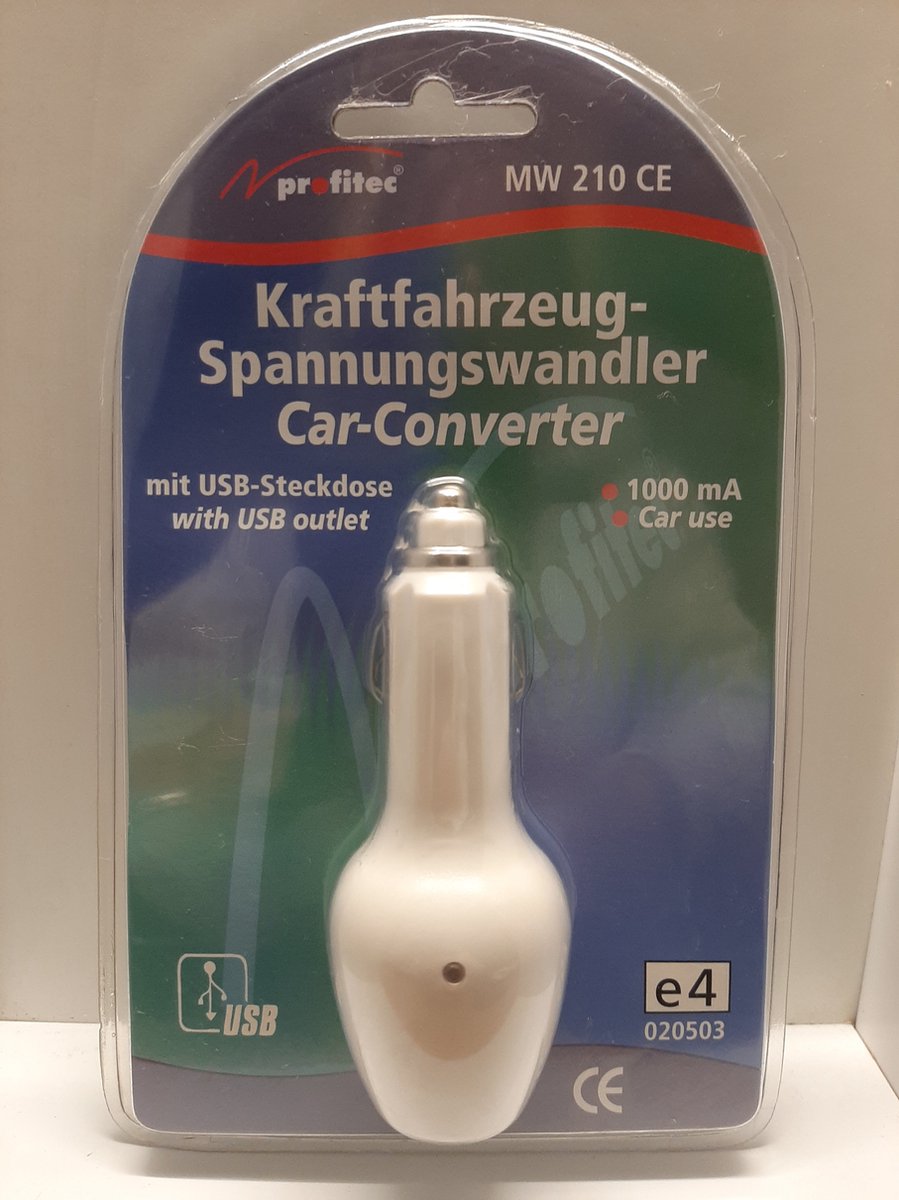 profitec®
MW 210 CE
Kraftfahrzeug-
Spannungswandler
Car-Converter
mit USB-Steckdose
with USB outlet
1000 mA
Car use
profitec
USB
e4
020503
CE